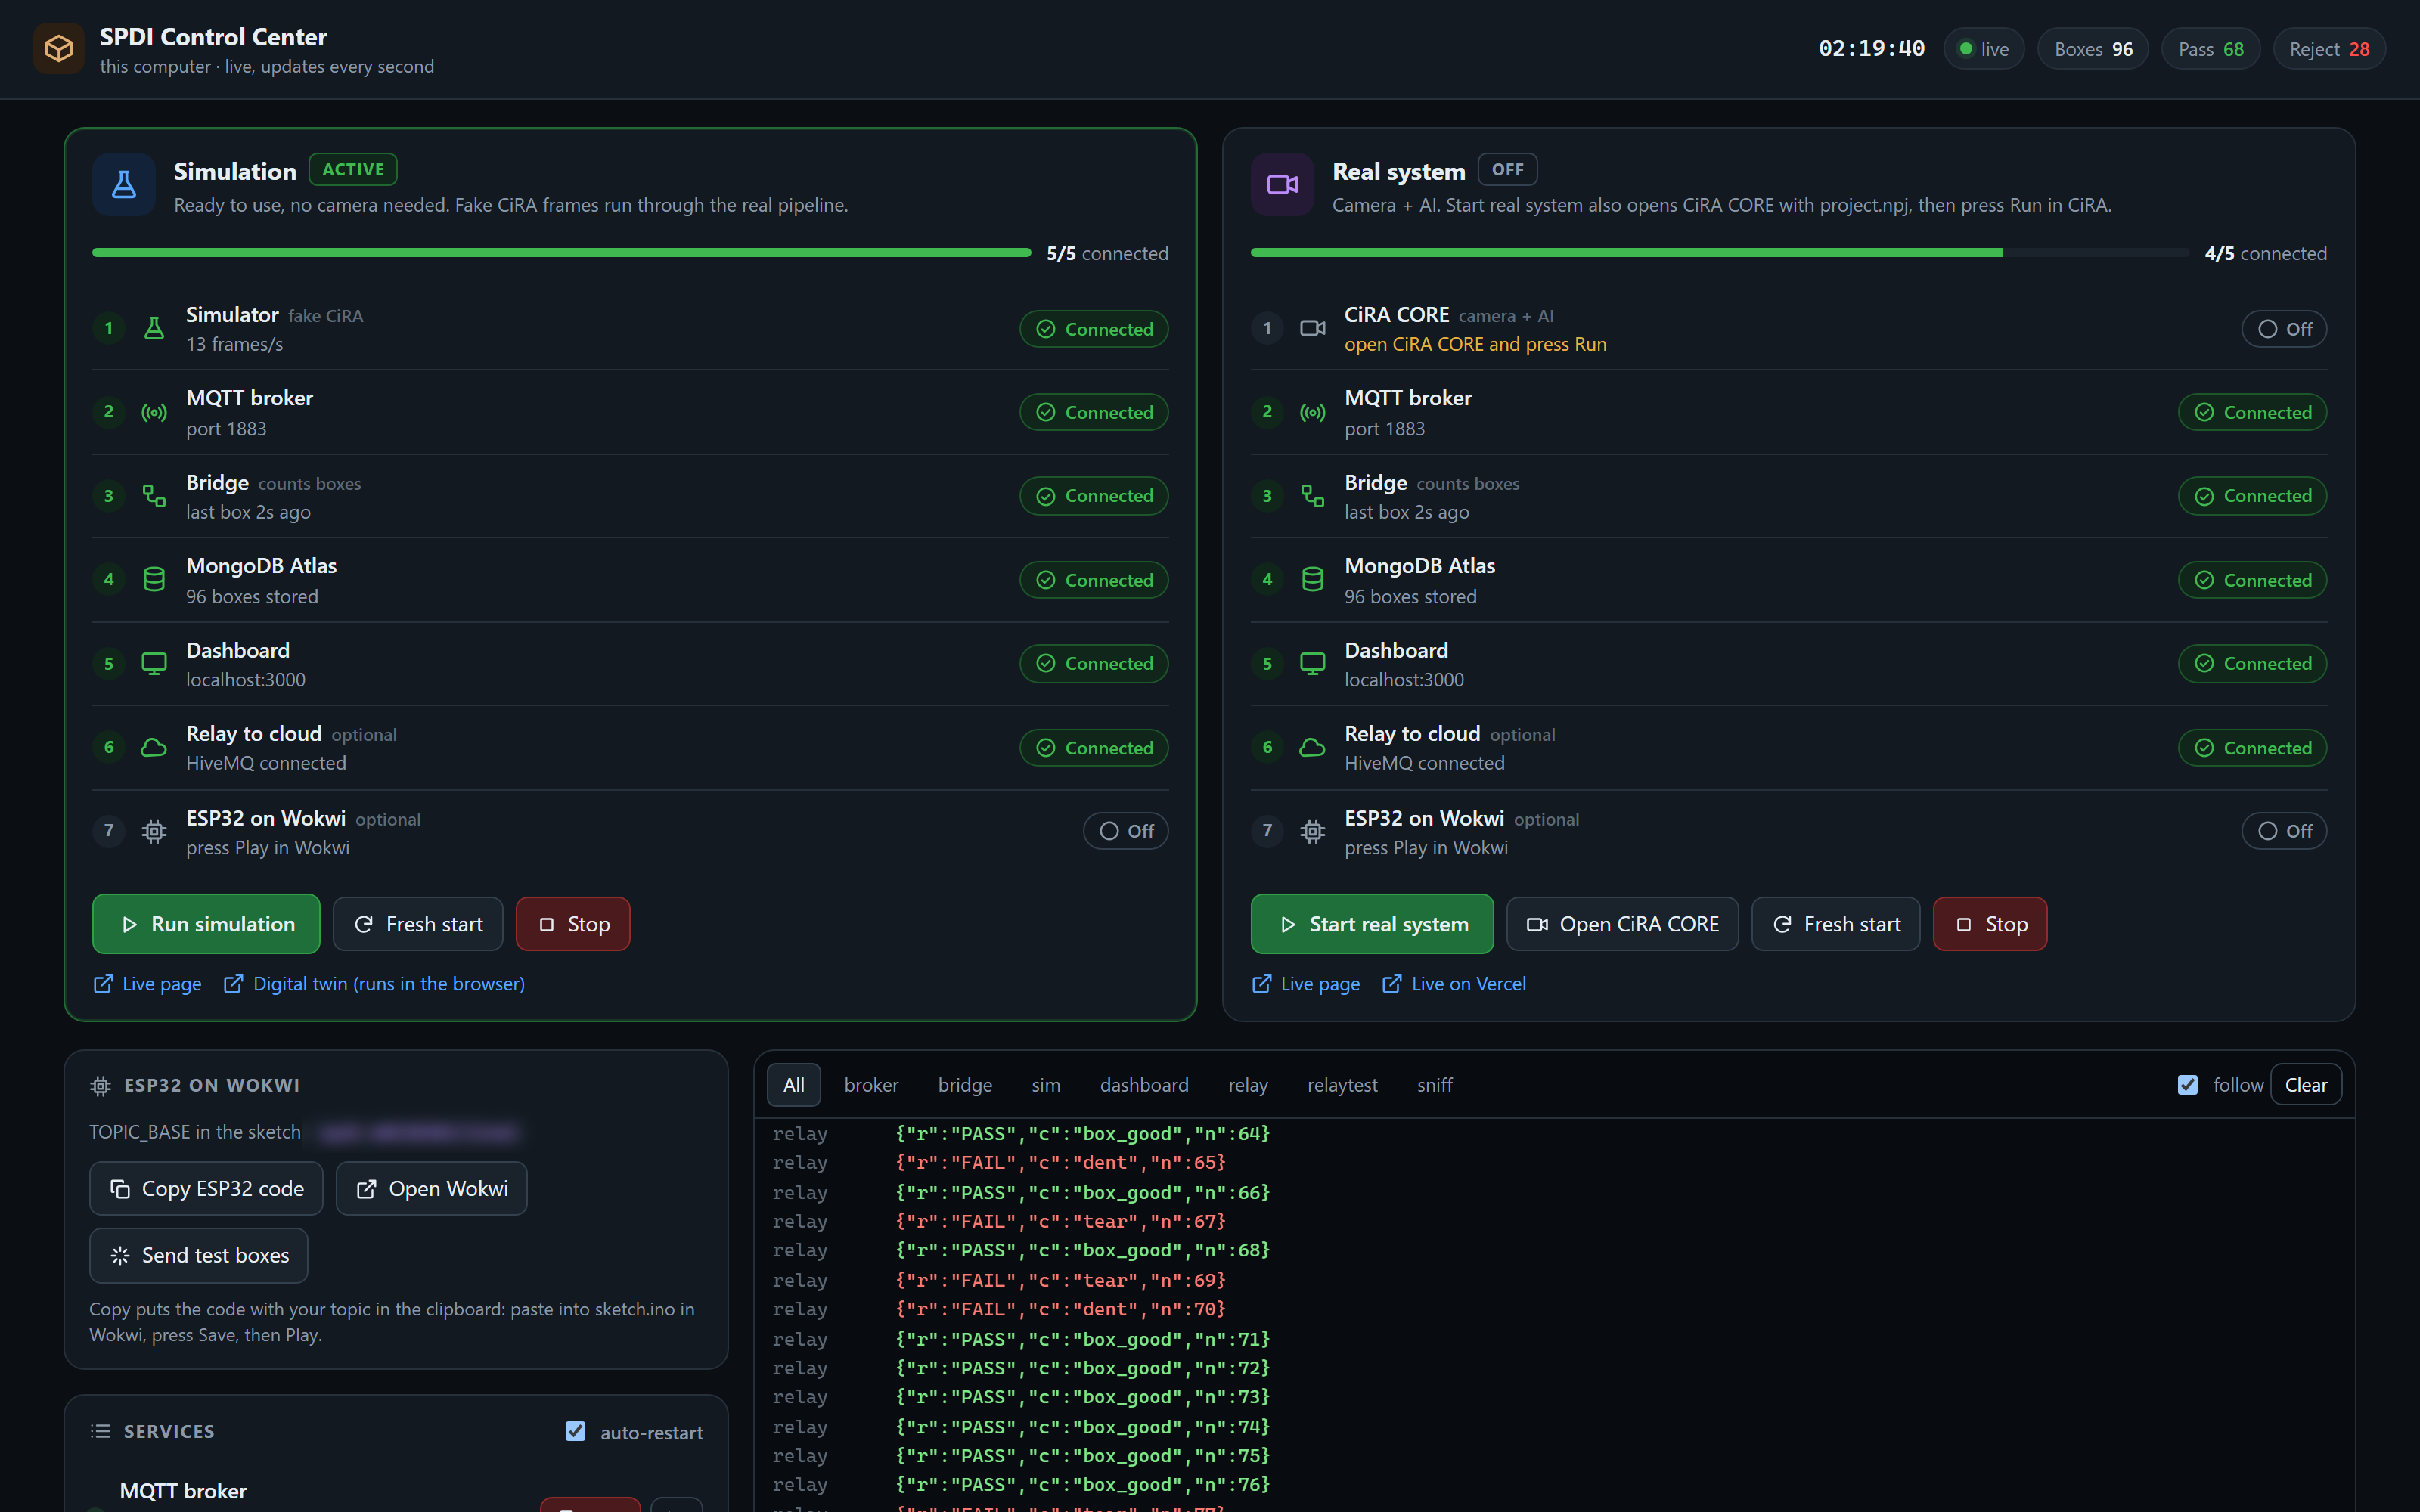 SPDI Control Center
this computer · live, updates every second
02:19:40
live
Boxes 96
Pass 68
Reject 28
Simulation ACTIVE
Ready to use, no camera needed. Fake CiRA frames run through the real pipeline.
5/5 connected
1 Simulator fake CiRA
13 frames/s
Connected
2 MQTT broker
port 1883
Connected
3 Bridge counts boxes
last box 2s ago
Connected
4 MongoDB Atlas
96 boxes stored
Connected
5 Dashboard
localhost:3000
Connected
6 Relay to cloud optional
HiveMQ connected
Connected
7 ESP32 on Wokwi optional
press Play in Wokwi
Off
Run simulation
Fresh start
Stop
Live page
Digital twin (runs in the browser)
Real system OFF
Camera + AI. Start real system also opens CiRA CORE with project.npj, then press Run in CiRA.
4/5 connected
1 CiRA CORE camera + AI
open CiRA CORE and press Run
Off
2 MQTT broker
port 1883
Connected
3 Bridge counts boxes
last box 2s ago
Connected
4 MongoDB Atlas
96 boxes stored
Connected
5 Dashboard
localhost:3000
Connected
6 Relay to cloud optional
HiveMQ connected
Connected
7 ESP32 on Wokwi optional
press Play in Wokwi
Off
Start real system
Open CiRA CORE
Fresh start
Stop
Live page
Live on Vercel
ESP32 ON WOKWI
TOPIC_BASE in the sketch
Copy ESP32 code
Open Wokwi
Send test boxes
Copy puts the code with your topic in the clipboard: paste into sketch.ino in
Wokwi, press Save, then Play.
SERVICES
auto-restart
MQTT broker
All broker bridge sim dashboard relay relaytest sniff
follow
Clear
relay {"r":"PASS","c":"box_good","n":64}
relay {"r":"FAIL","c":"dent","n":65}
relay {"r":"PASS","c":"box_good","n":66}
relay {"r":"FAIL","c":"tear","n":67}
relay {"r":"PASS","c":"box_good","n":68}
relay {"r":"FAIL","c":"tear","n":69}
relay {"r":"FAIL","c":"dent","n":70}
relay {"r":"PASS","c":"box_good","n":71}
relay {"r":"PASS","c":"box_good","n":72}
relay {"r":"PASS","c":"box_good","n":73}
relay {"r":"PASS","c":"box_good","n":74}
relay {"r":"PASS","c":"box_good","n":75}
relay {"r":"PASS","c":"box_good","n":76}